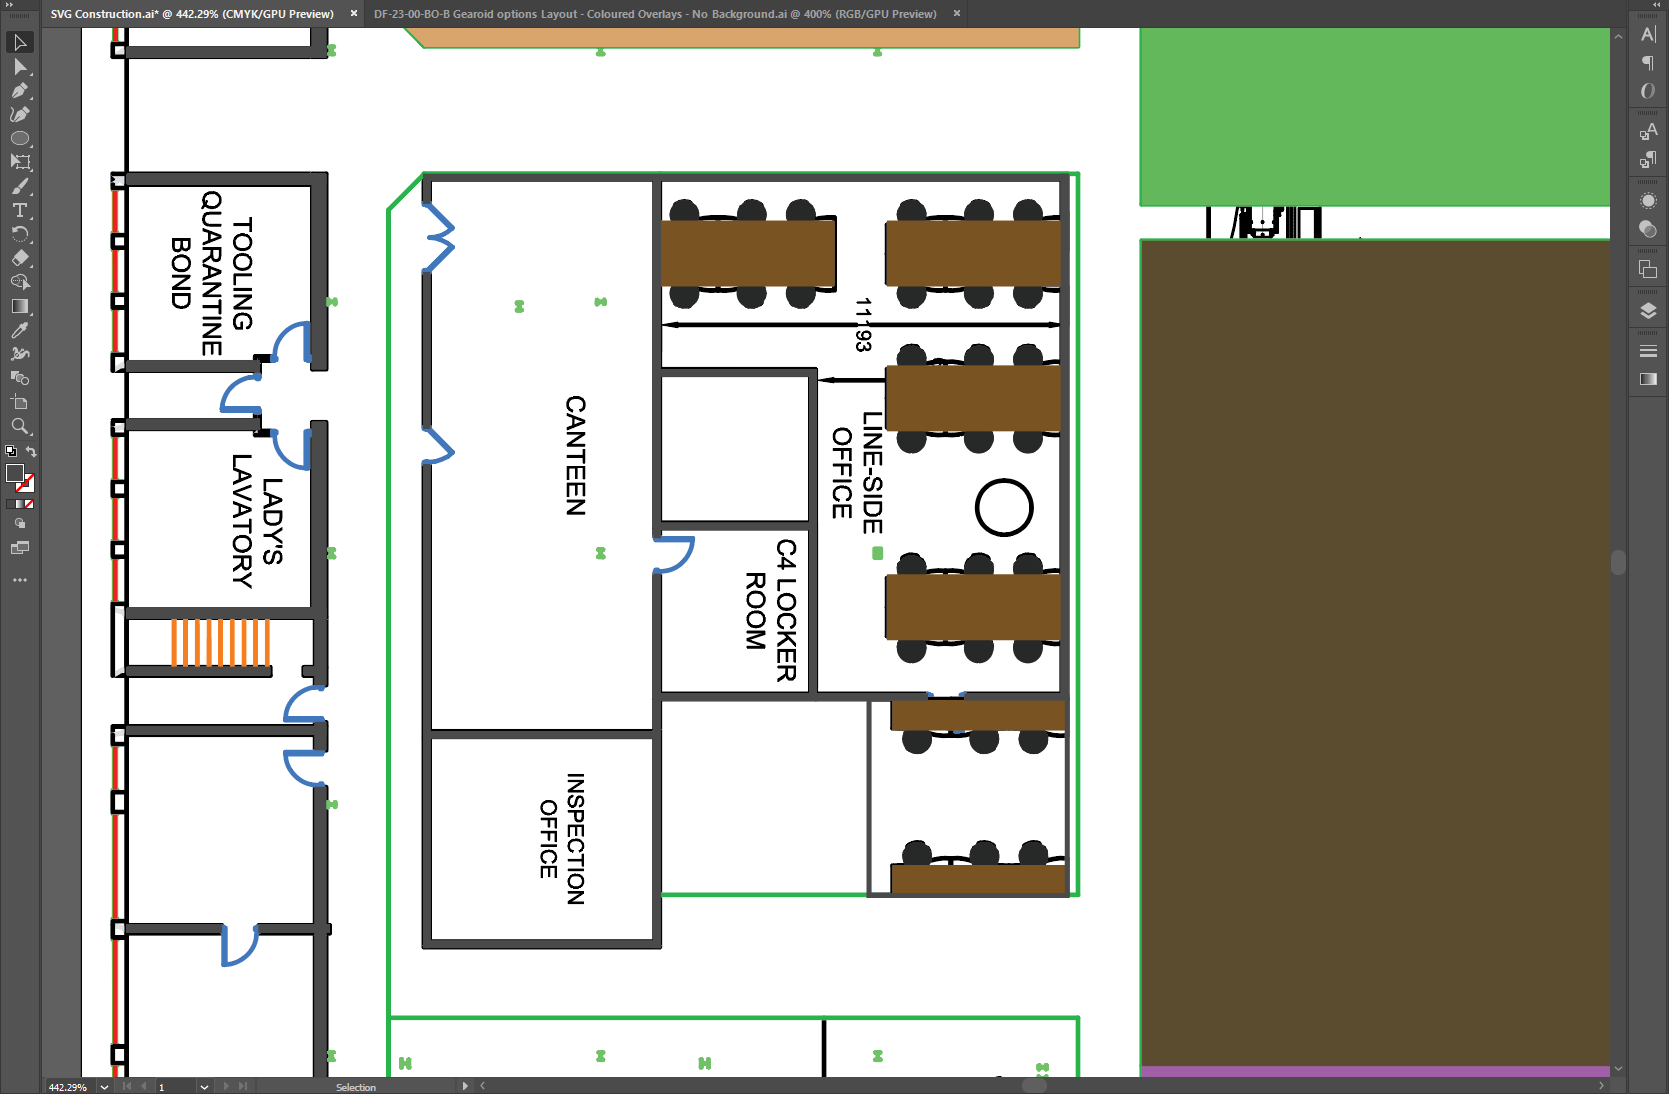 SVG Construction.ai* @ 442.29% (CMYK/GPU Preview)
DF-23-00-BO-B Gearoid options Layout - Coloured Overlays - No Background.ai @ 400% (RGB/GPU Preview)
TOOLING
QUARANTINE
BOND
LADY'S
LAVATORY
CANTEEN
INSPECTION
OFFICE
11193
LINE-SIDE
OFFICE
C4 LOCKER
ROOM
442.29%
1
Selection